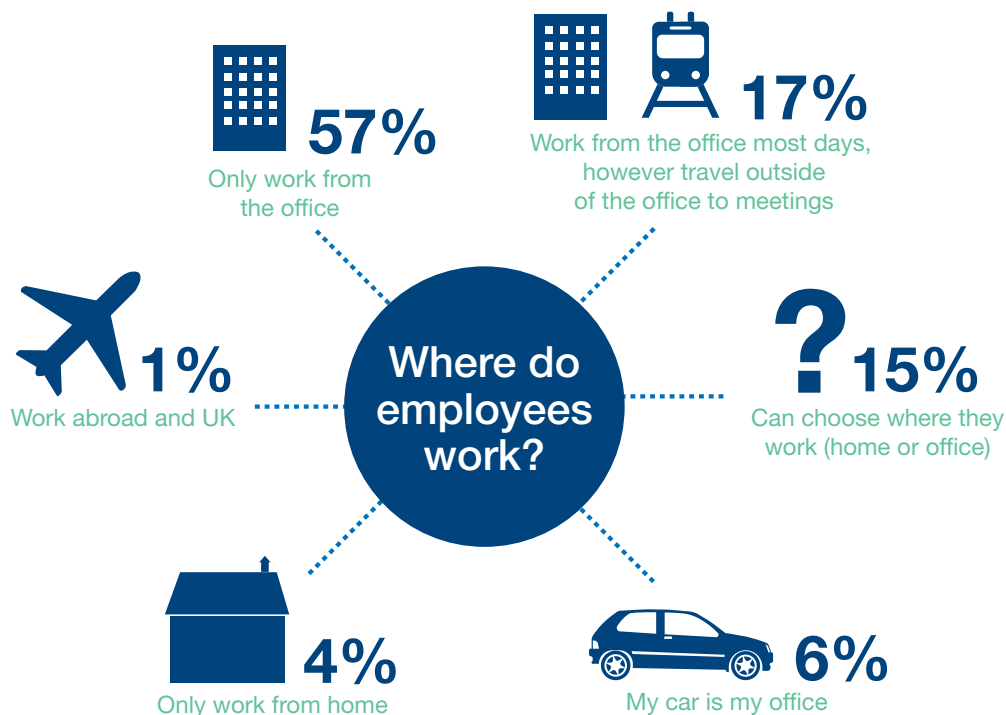 57%
Only work from
the office
17%
Work from the office most days,
however travel outside
of the office to meetings
1%
Work abroad and UK
Where do
employees
work?
?
15%
Can choose where they
work (home or office)
4%
Only work from home
6%
My car is my office